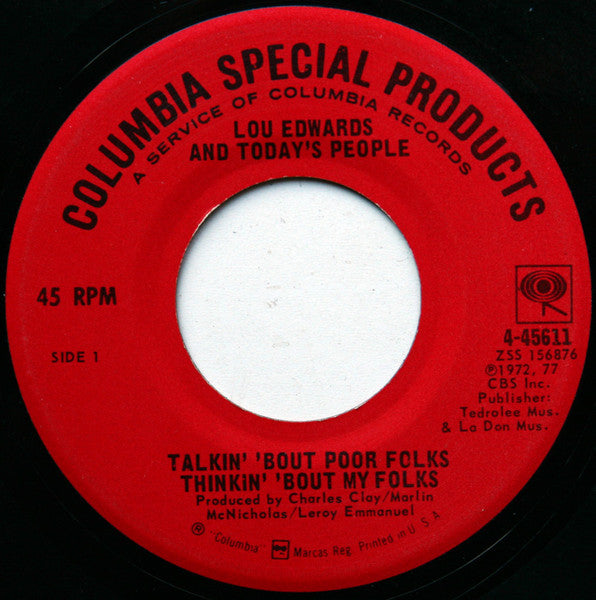 COLUMBIA SPECIAL PRODUCTS
A SERVICE OF COLUMBIA RECORDS
LOU EDWARDS
AND TODAY'S PEOPLE
45 RPM
SIDE 1
4-45611
ZSS 156876
Ⓟ1972, 77
CBS Inc.
Publisher:
Tedrolee Mus.
& La Don Mus.
TALKIN' 'BOUT POOR FOLKS
THINKIN' 'BOUT MY FOLKS
Produced by Charles Clay/Marlin
McNicholas/Leroy Emmanuel
® "Columbia" Marcas Reg. Printed in U.S.A.